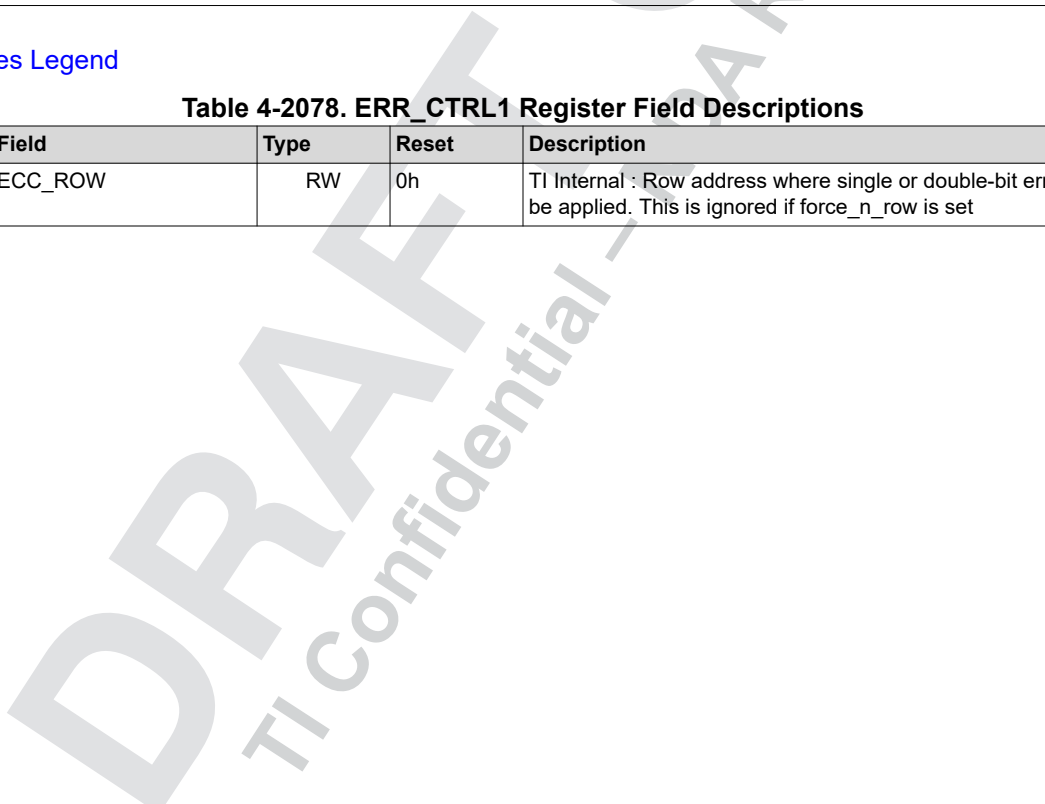 es Legend
Table 4-2078. ERR_CTRL1 Register Field Descriptions
Field Type Reset Description
ECC_ROW RW 0h TI Internal : Row address where single or double-bit err
be applied. This is ignored if force_n_row is set
DRAFT
TI Confidential — NDA R